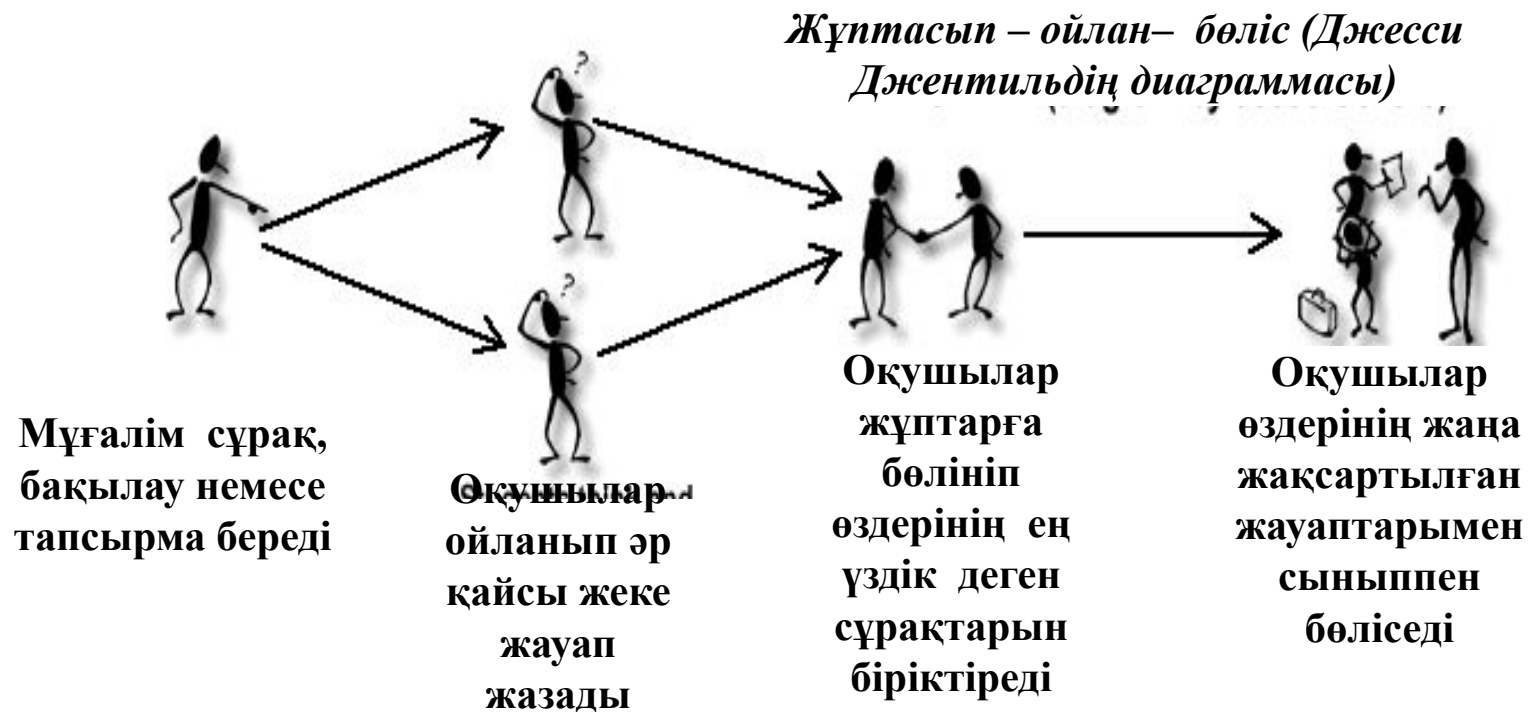 Жұптасып – ойлан– бөліс (Джесси
Джентильдің диаграммасы)
?
?
Мұғалім сұрақ,
бақылау немесе
тапсырма береді
Оқушылар
ойланып әр
қайсы жеке
жауап
жазады
Оқушылар
жұптарға
бөлініп
өздерінің ең
үздік деген
сұрақтарын
біріктіреді
Оқушылар
өздерінің жаңа
жақсартылған
жауаптарымен
сыныппен
бөліседі